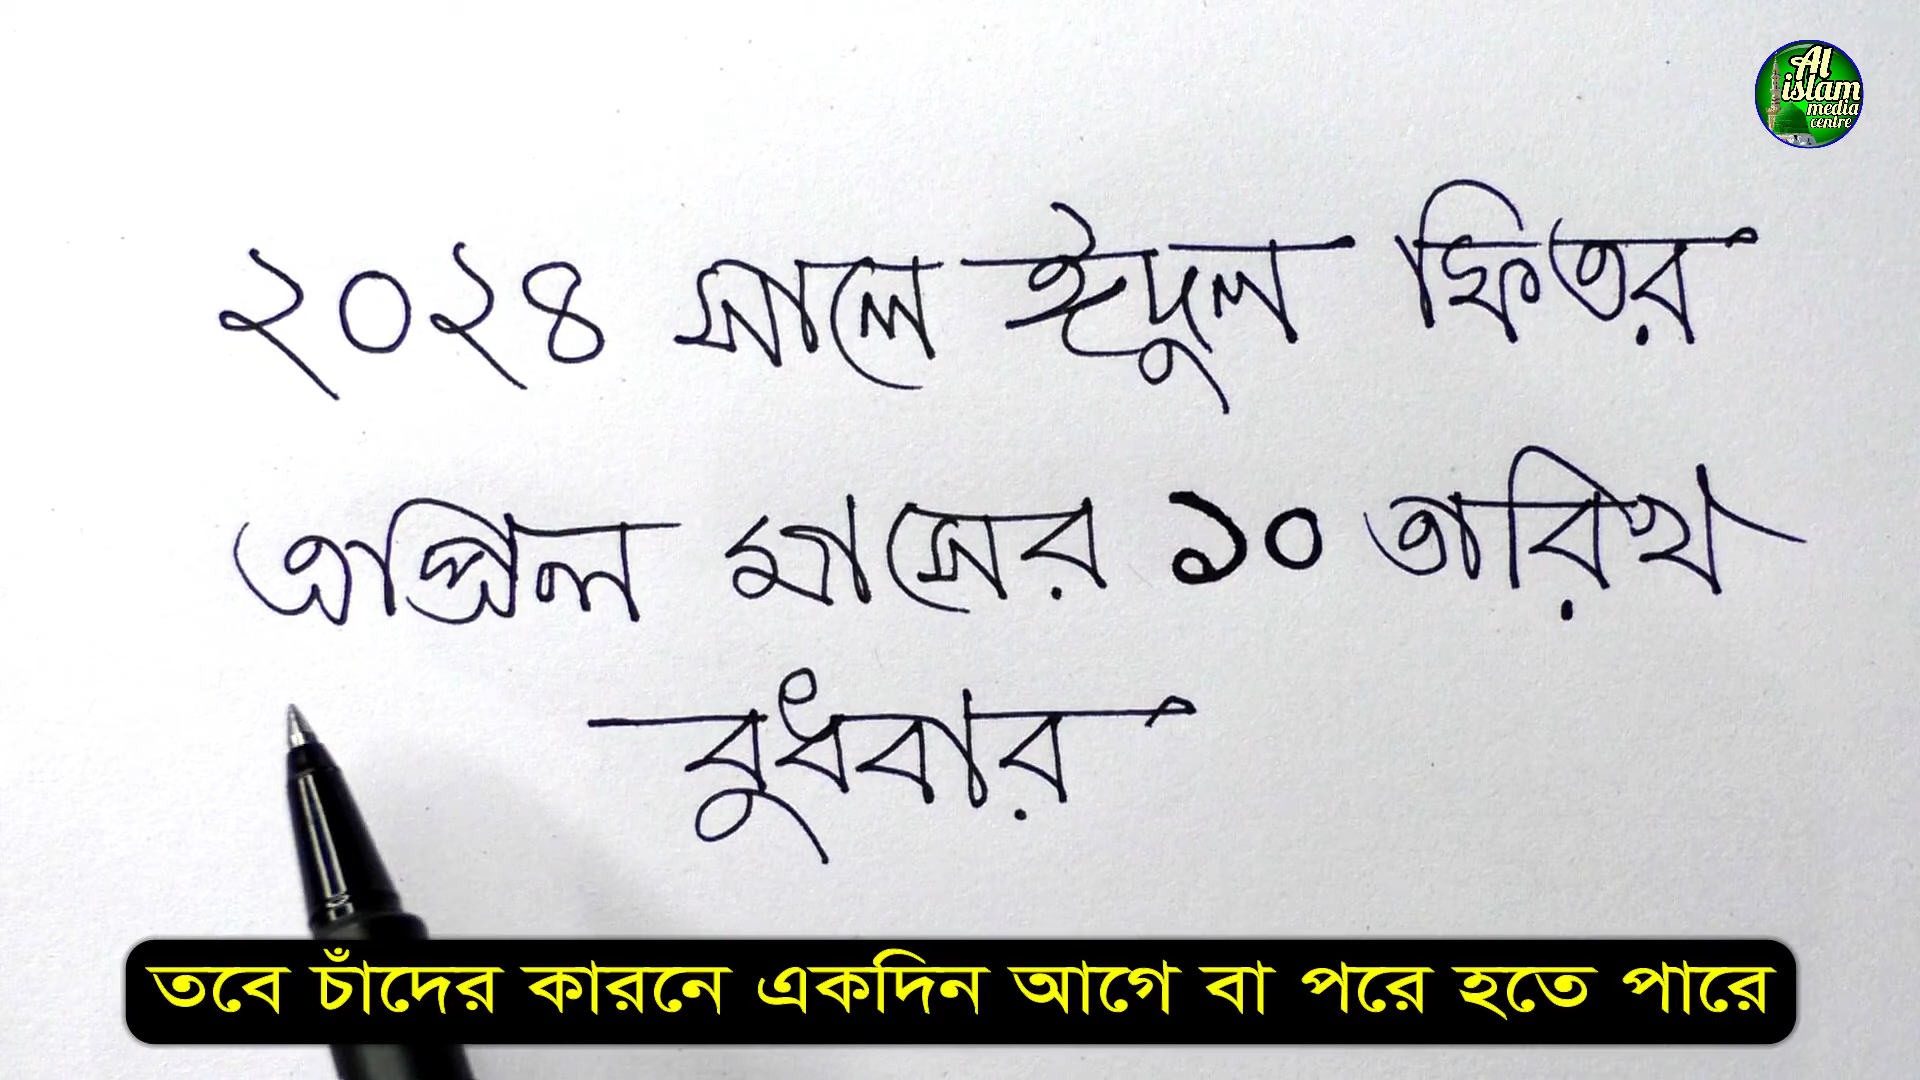 Al
islam
media
centre
২০২৪ সালে ঈদুল ফিতর
এপ্রিল মাসের ১০ তারিখ
বুধবার
তবে চাঁদের কারনে একদিন আগে বা পরে হতে পারে